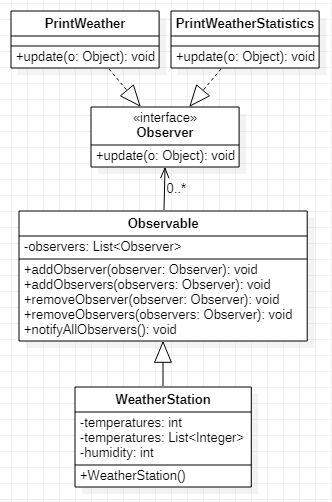 PrintWeather
+update(o: Object): void
PrintWeatherStatistics
+update(o: Object): void
«interface»
Observer
+update(o: Object): void
0..*
Observable
-observers: List<Observer>
+addObserver(observer: Observer): void
+addObservers(observers: Observer): void
+removeObserver(observer: Observer): void
+removeObservers(observers: Observer): void
+notifyAllObservers(): void
WeatherStation
-temperatures: int
-temperatures: List<Integer>
-humidity: int
+WeatherStation()